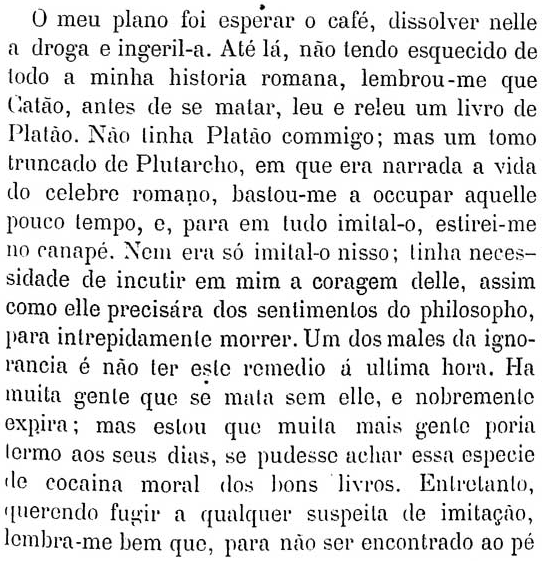 O meu plano foi esperar o café, dissolver nelle
a droga e ingeril-a. Até lá, não tendo esquecido de
todo a minha historia romana, lembrou-me que
Catão, antes de se matar, leu e releu um livro de
Platão. Não tinha Platão commigo; mas um tomo
truncado de Plutarcho, em que era narrada a vida
do celebre romano, bastou-me a occupar aquelle
pouco tempo, e, para em tudo imital-o, estirei-me
no canapé. Nem era só imital-o nisso; tinha neces-
sidade de incutir em mim a coragem delle, assim
como elle precisára dos sentimentos do philosopho,
para intrepidamente morrer. Um dos males da igno-
rancia é não ter este remedio á ultima hora. Ha
muita gente que se mata sem elle, e nobremente
expira; mas estou que muita mais gente poria
termo aos seus dias, se pudesse achar essa especie
de cocaina moral dos bons livros. Entretanto,
querendo fugir a qualquer suspeita de imitação,
lembra-me bem que, para não ser encontrado ao pé